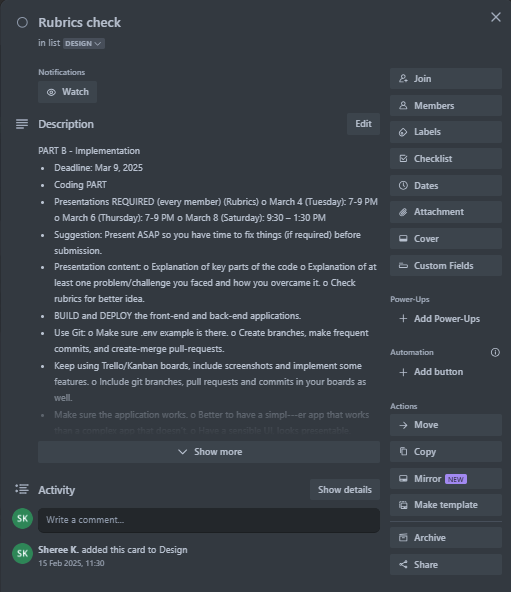 Rubrics check
in list DESIGN
Notifications
Watch
Description
Edit
PART B - Implementation
• Deadline: Mar 9, 2025
• Coding PART
• Presentations REQUIRED (every member) (Rubrics) o March 4 (Tuesday): 7-9 PM
o March 6 (Thursday): 7-9 PM o March 8 (Saturday): 9:30 – 1:30 PM
• Suggestion: Present ASAP so you have time to fix things (if required) before
submission.
• Presentation content: o Explanation of key parts of the code o Explanation of at
least one problem/challenge you faced and how you overcame it. o Check
rubrics for better idea.
• BUILD and DEPLOY the front-end and back-end applications.
• Use Git: o Make sure .env example is there. o Create branches, make frequent
commits, and create-merge pull-requests.
• Keep using Trello/Kanban boards, include screenshots and implement some
features. o Include git branches, pull requests and commits in your boards as
well.
• Make sure the application works. o Better to have a simpl---er app that works
than a complex app that doesn't. o Have a sensible UI, looks presentable
Show more
Activity
Show details
SK
Write a comment...
SK
Sheree K. added this card to Design
15 Feb 2025, 11:30
Join
Members
Labels
Checklist
Dates
Attachment
Cover
Custom Fields
Power-Ups
+ Add Power-Ups
Automation
+ Add button
Actions
Move
Copy
Mirror NEW
Make template
Archive
Share